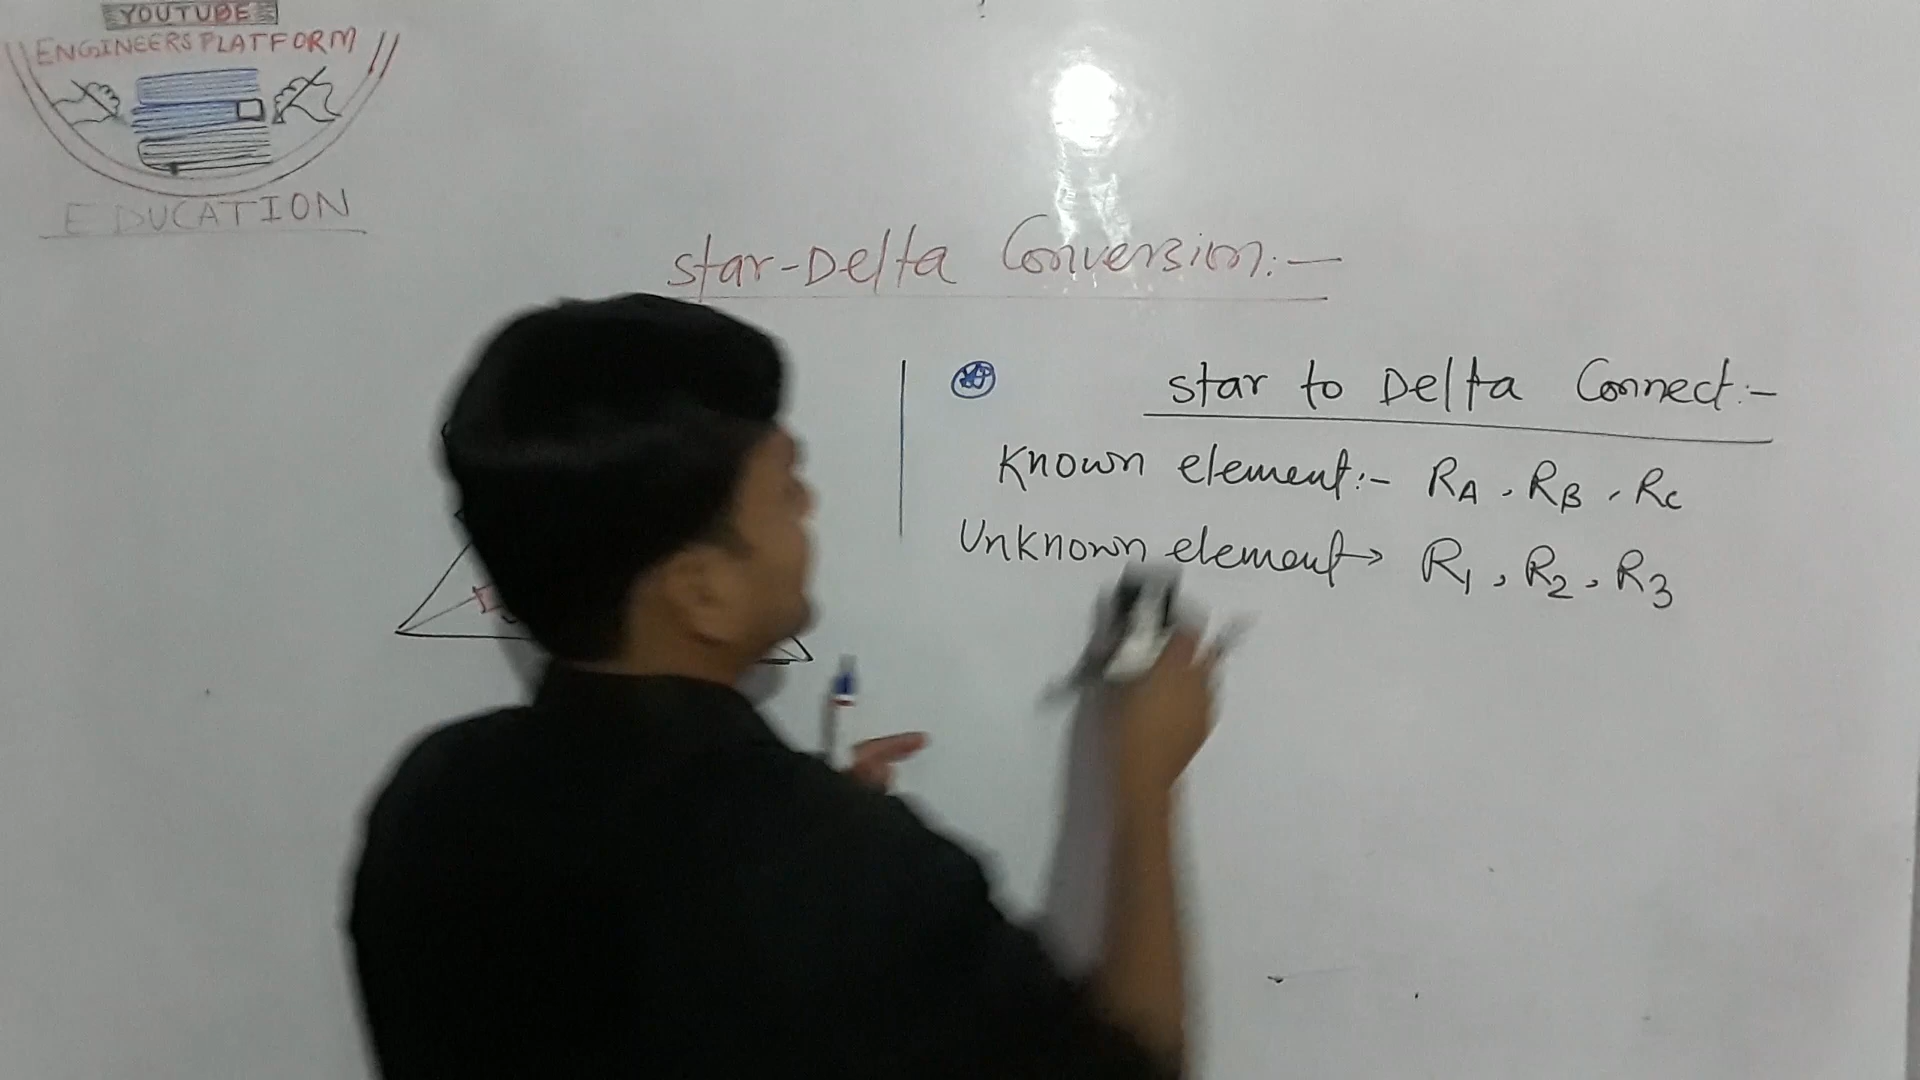 YOUTUBE
ENGINEERS PLATFORM
EDUCATION
Star-Delta Conversion:-
Star to Delta Connect:-
Known element:- RA, RB, RC
Unknown element→ R1, R2, R3